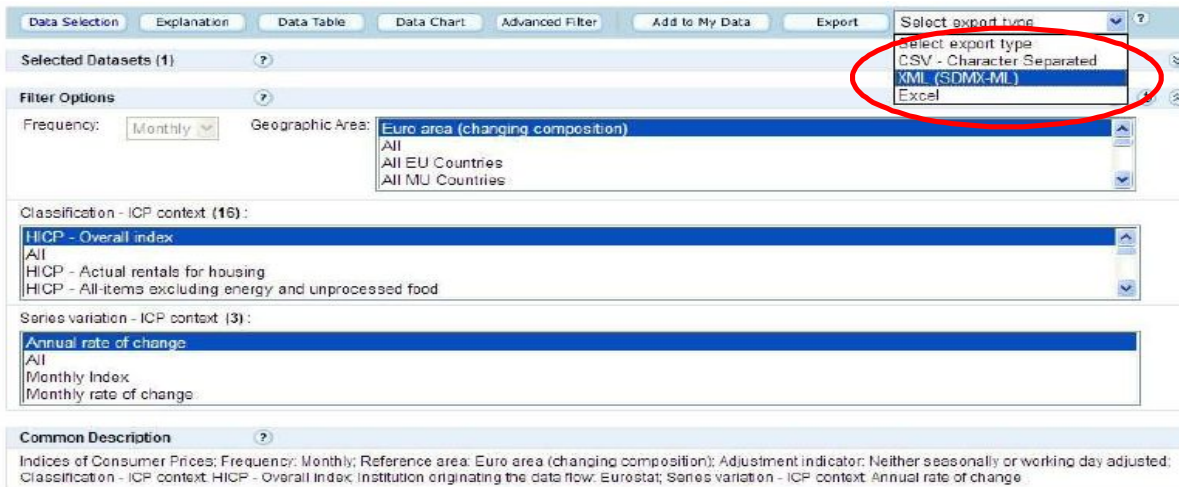 Data Selection Explanation Data Table Data Chart Advanced Filter Add to My Data Export Select export type ?
Select export type
CSV - Character Separated
XML (SDMX-ML)
Excel
Selected Datasets (1) ?
Filter Options ?
Frequency: Monthly Geographic Area: Euro area (changing composition)
All
All EU Countries
All MU Countries
Classification - ICP context (16) :
HICP - Overall index
All
HICP - Actual rentals for housing
HICP - All-items excluding energy and unprocessed food
Series variation - ICP context (3) :
Annual rate of change
All
Monthly Index
Monthly rate of change
Common Description ?
Indices of Consumer Prices; Frequency: Monthly; Reference area: Euro area (changing composition); Adjustment indicator: Neither seasonally or working day adjusted;
Classification - ICP context: HICP - Overall index; Institution originating the data flow: Eurostat; Series variation - ICP context: Annual rate of change